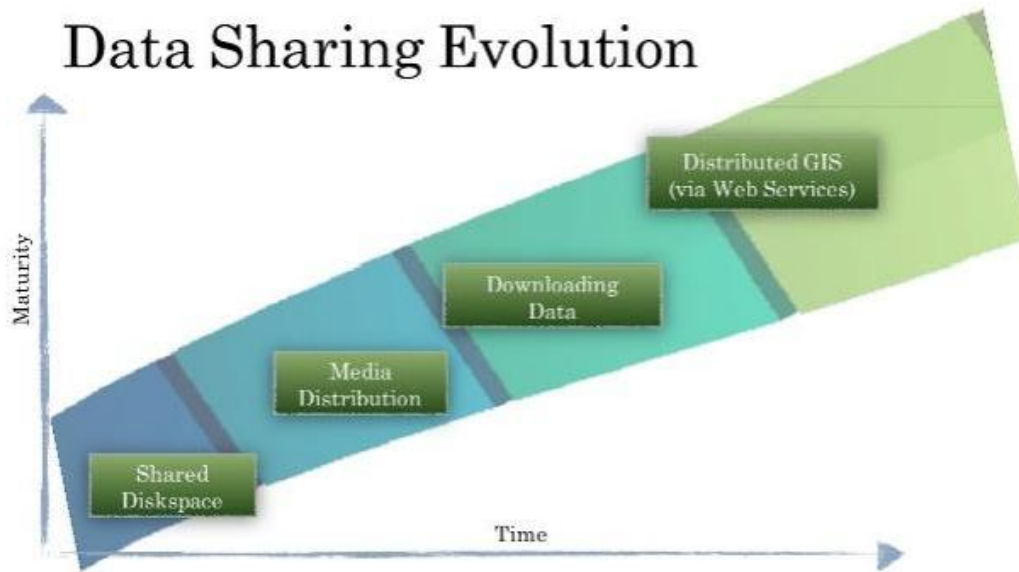 Data Sharing Evolution
Distributed GIS
(via Web Services)
Downloading
Data
Media
Distribution
Shared
Diskspace
Maturity
Time